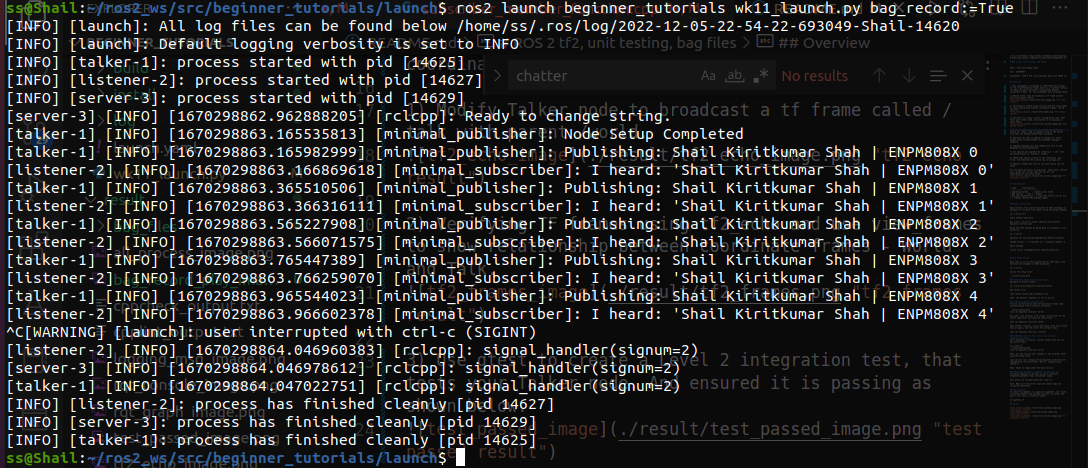 ss@Shail:~/ros2_ws/src/beginner_tutorials/launch$ ros2 launch beginner_tutorials wk11_launch.py bag_record:=True
[INFO] [launch]: All log files can be found below /home/ss/.ros/log/2022-12-05-22-54-22-693049-Shail-14620
[INFO] [launch]: Default logging verbosity is set to INFO
ROS 2 tf2, unit testing, bag files > ## Overview
[INFO] [talker-1]: process started with pid [14625]
[INFO] [listener-2]: process started with pid [14627]
chatter
Aa ab .*
No results
[INFO] [server-3]: process started with pid [14629]
1) Modify Talker node to broadcast a tf frame called /
[server-3] [INFO] [1670298862.962888205] [rclcpp]: Ready to change string.
[talker-1] [INFO] [1670298863.165535813] [minimal_publisher]: Node setup Completed
[talker-1] [INFO] [1670298863.165993999] [minimal_publisher]: Publishing: Shail Kiritkumar Shah | ENPM808X 0
[listener-2] [INFO] [1670298863.166809618] [minimal_subscriber]: I heard: 'Shail Kiritkumar Shah | ENPM808X 0'
[talker-1] [INFO] [1670298863.365510506] [minimal_publisher]: Publishing: Shail Kiritkumar Shah | ENPM808X 1
[listener-2] [INFO] [1670298863.366316111] [minimal_subscriber]: I heard: 'Shail Kiritkumar Shah | ENPM808X 1'
[talker-1] [INFO] [1670298863.565227098] [minimal_publisher]: Publishing: Shail Kiritkumar Shah | ENPM808X 2
[listener-2] [INFO] [1670298863.566071575] [minimal_subscriber]: I heard: 'Shail Kiritkumar Shah | ENPM808X 2'
[talker-1] [INFO] [1670298863.765447389] [minimal_publisher]: Publishing: Shail Kiritkumar Shah | ENPM808X 3
and Talk
[listener-2] [INFO] [1670298863.766259070] [minimal_subscriber]: I heard: 'Shail Kiritkumar Shah | ENPM808X 3'
[talker-1] [INFO] [1670298863.965544023] [minimal_publisher]: Publishing: Shail Kiritkumar Shah | ENPM808X 4
[listener-2] [INFO] [1670298863.966602378] [minimal_subscriber]: I heard: 'Shail Kiritkumar Shah | ENPM808X 4'
^C[WARNING] [launch]: user interrupted with ctrl-c (SIGINT)
[listener-2] [INFO] [1670298864.046560383] [rclcpp]: signal_handler(signum=2)
create a Level 2 integration test, that
[server-3] [INFO] [1670298864.046978612] [rclcpp]: signal_handler(signum=2)
[talker-1] [INFO] [1670298864.047022751] [rclcpp]: signal_handler(signum=2)
ensured it is passing as
[INFO] [listener-2]: process has finished cleanly [pid 14627]
[INFO] [server-3]: process has finished cleanly [pid 14629]
[INFO] [talker-1]: process has finished cleanly [pid 14625]
passed_image](./result/test_passed_image.png "test
ss@Shail:~/ros2_ws/src/beginner_tutorials/launch$
result")